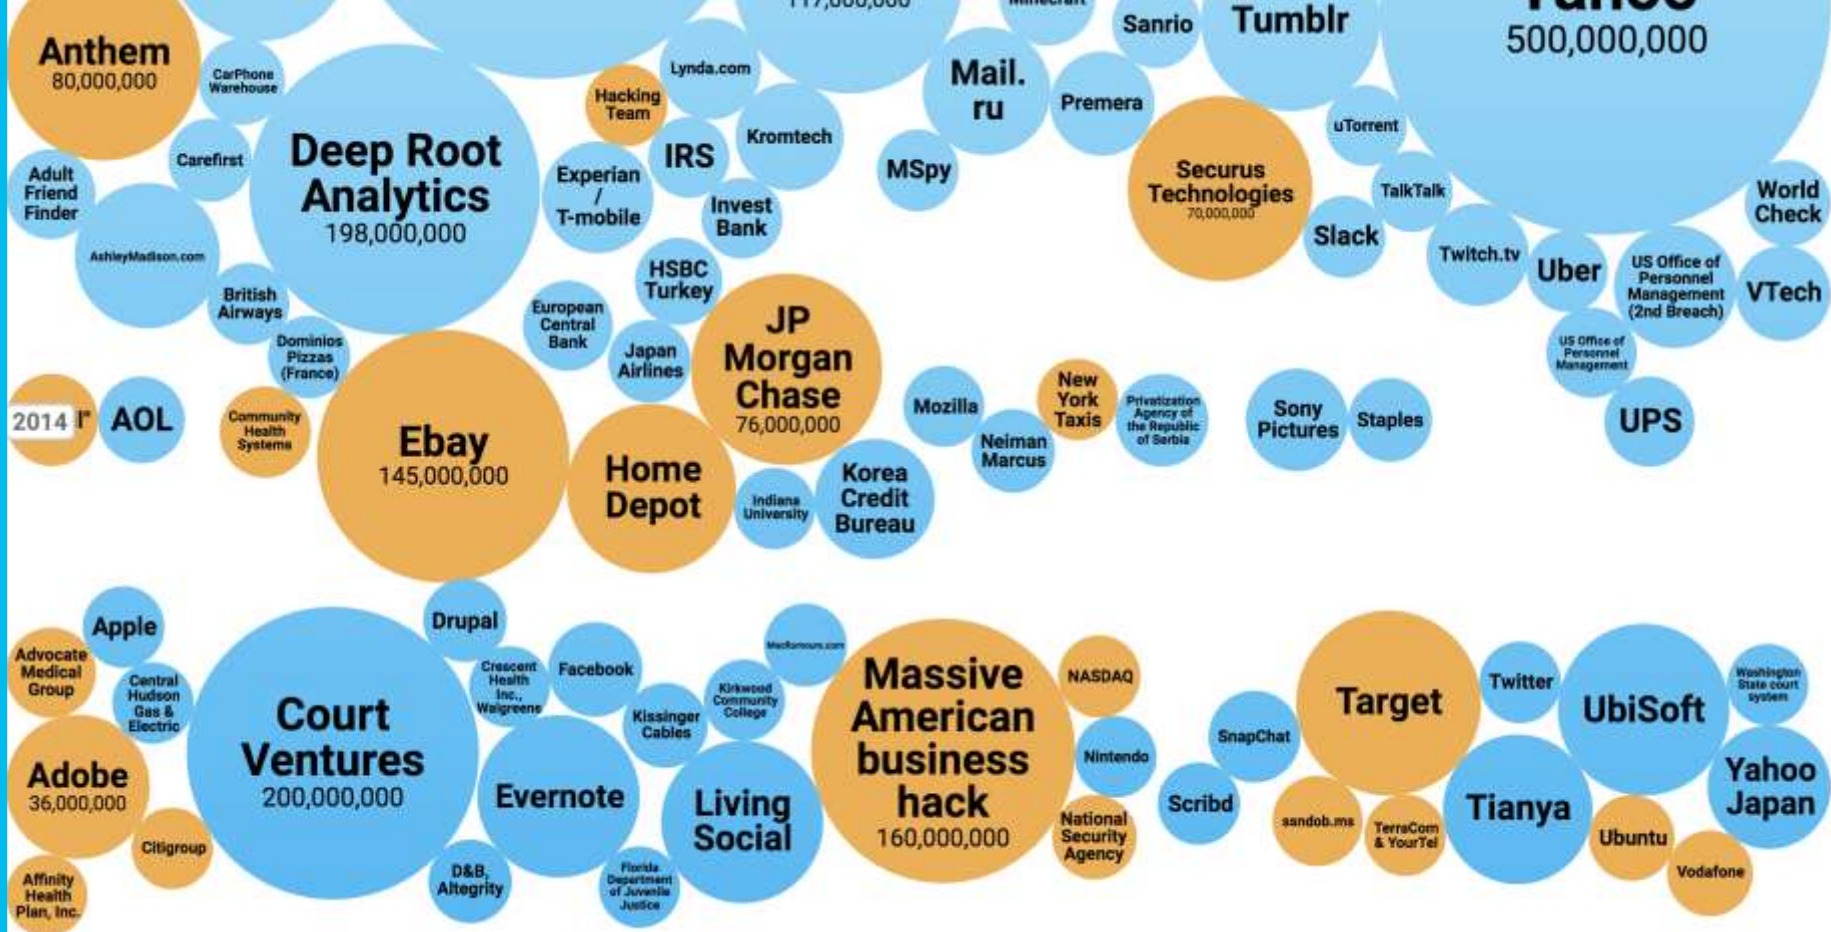 117,000,000
Minecraft
Sanrio
Tumblr
500,000,000
Anthem
80,000,000
CarPhone
Warehouse
Lynda.com
Hacking
Team
Mail.
ru
Premera
Kromtech
uTorrent
Deep Root
Analytics
198,000,000
Carefirst
Adult
Friend
Finder
Experian
/
T-mobile
IRS
MSpy
Securus
Technologies
70,000,000
TalkTalk
World
Check
Invest
Bank
Slack
AshleyMadison.com
Twitch.tv
Uber
US Office of
Personnel
Management
(2nd Breach)
VTech
British
Airways
HSBC
Turkey
European
Central
Bank
JP
Morgan
Chase
76,000,000
Dominios
Pizzas
(France)
Japan
Airlines
US Office of
Personnel
Management
2014
AOL
Community
Health
Systems
Ebay
145,000,000
Home
Depot
Mozilla
New
York
Taxis
Privatization
Agency of
the Republic
of Serbia
Neiman
Marcus
Sony
Pictures
Staples
UPS
Indiana
University
Korea
Credit
Bureau
Apple
Drupal
Advocate
Medical
Group
Central
Hudson
Gas &
Electric
Crescent
Health
Inc.,
Walgreens
Facebook
MacRumours.com
Massive
American
business
hack
160,000,000
NASDAQ
Target
Twitter
UbiSoft
Washington
State court
system
Court
Ventures
200,000,000
Kissinger
Cables
Kirkwood
Community
College
SnapChat
Nintendo
Adobe
36,000,000
Evernote
Living
Social
Scribd
Tianya
Yahoo
Japan
Citigroup
National
Security
Agency
sandob.ms
TerraCom
& YourTel
Ubuntu
Vodafone
Affinity
Health
Plan, Inc.
D&B,
Altegrity
Florida
Department
of Juvenile
Justice